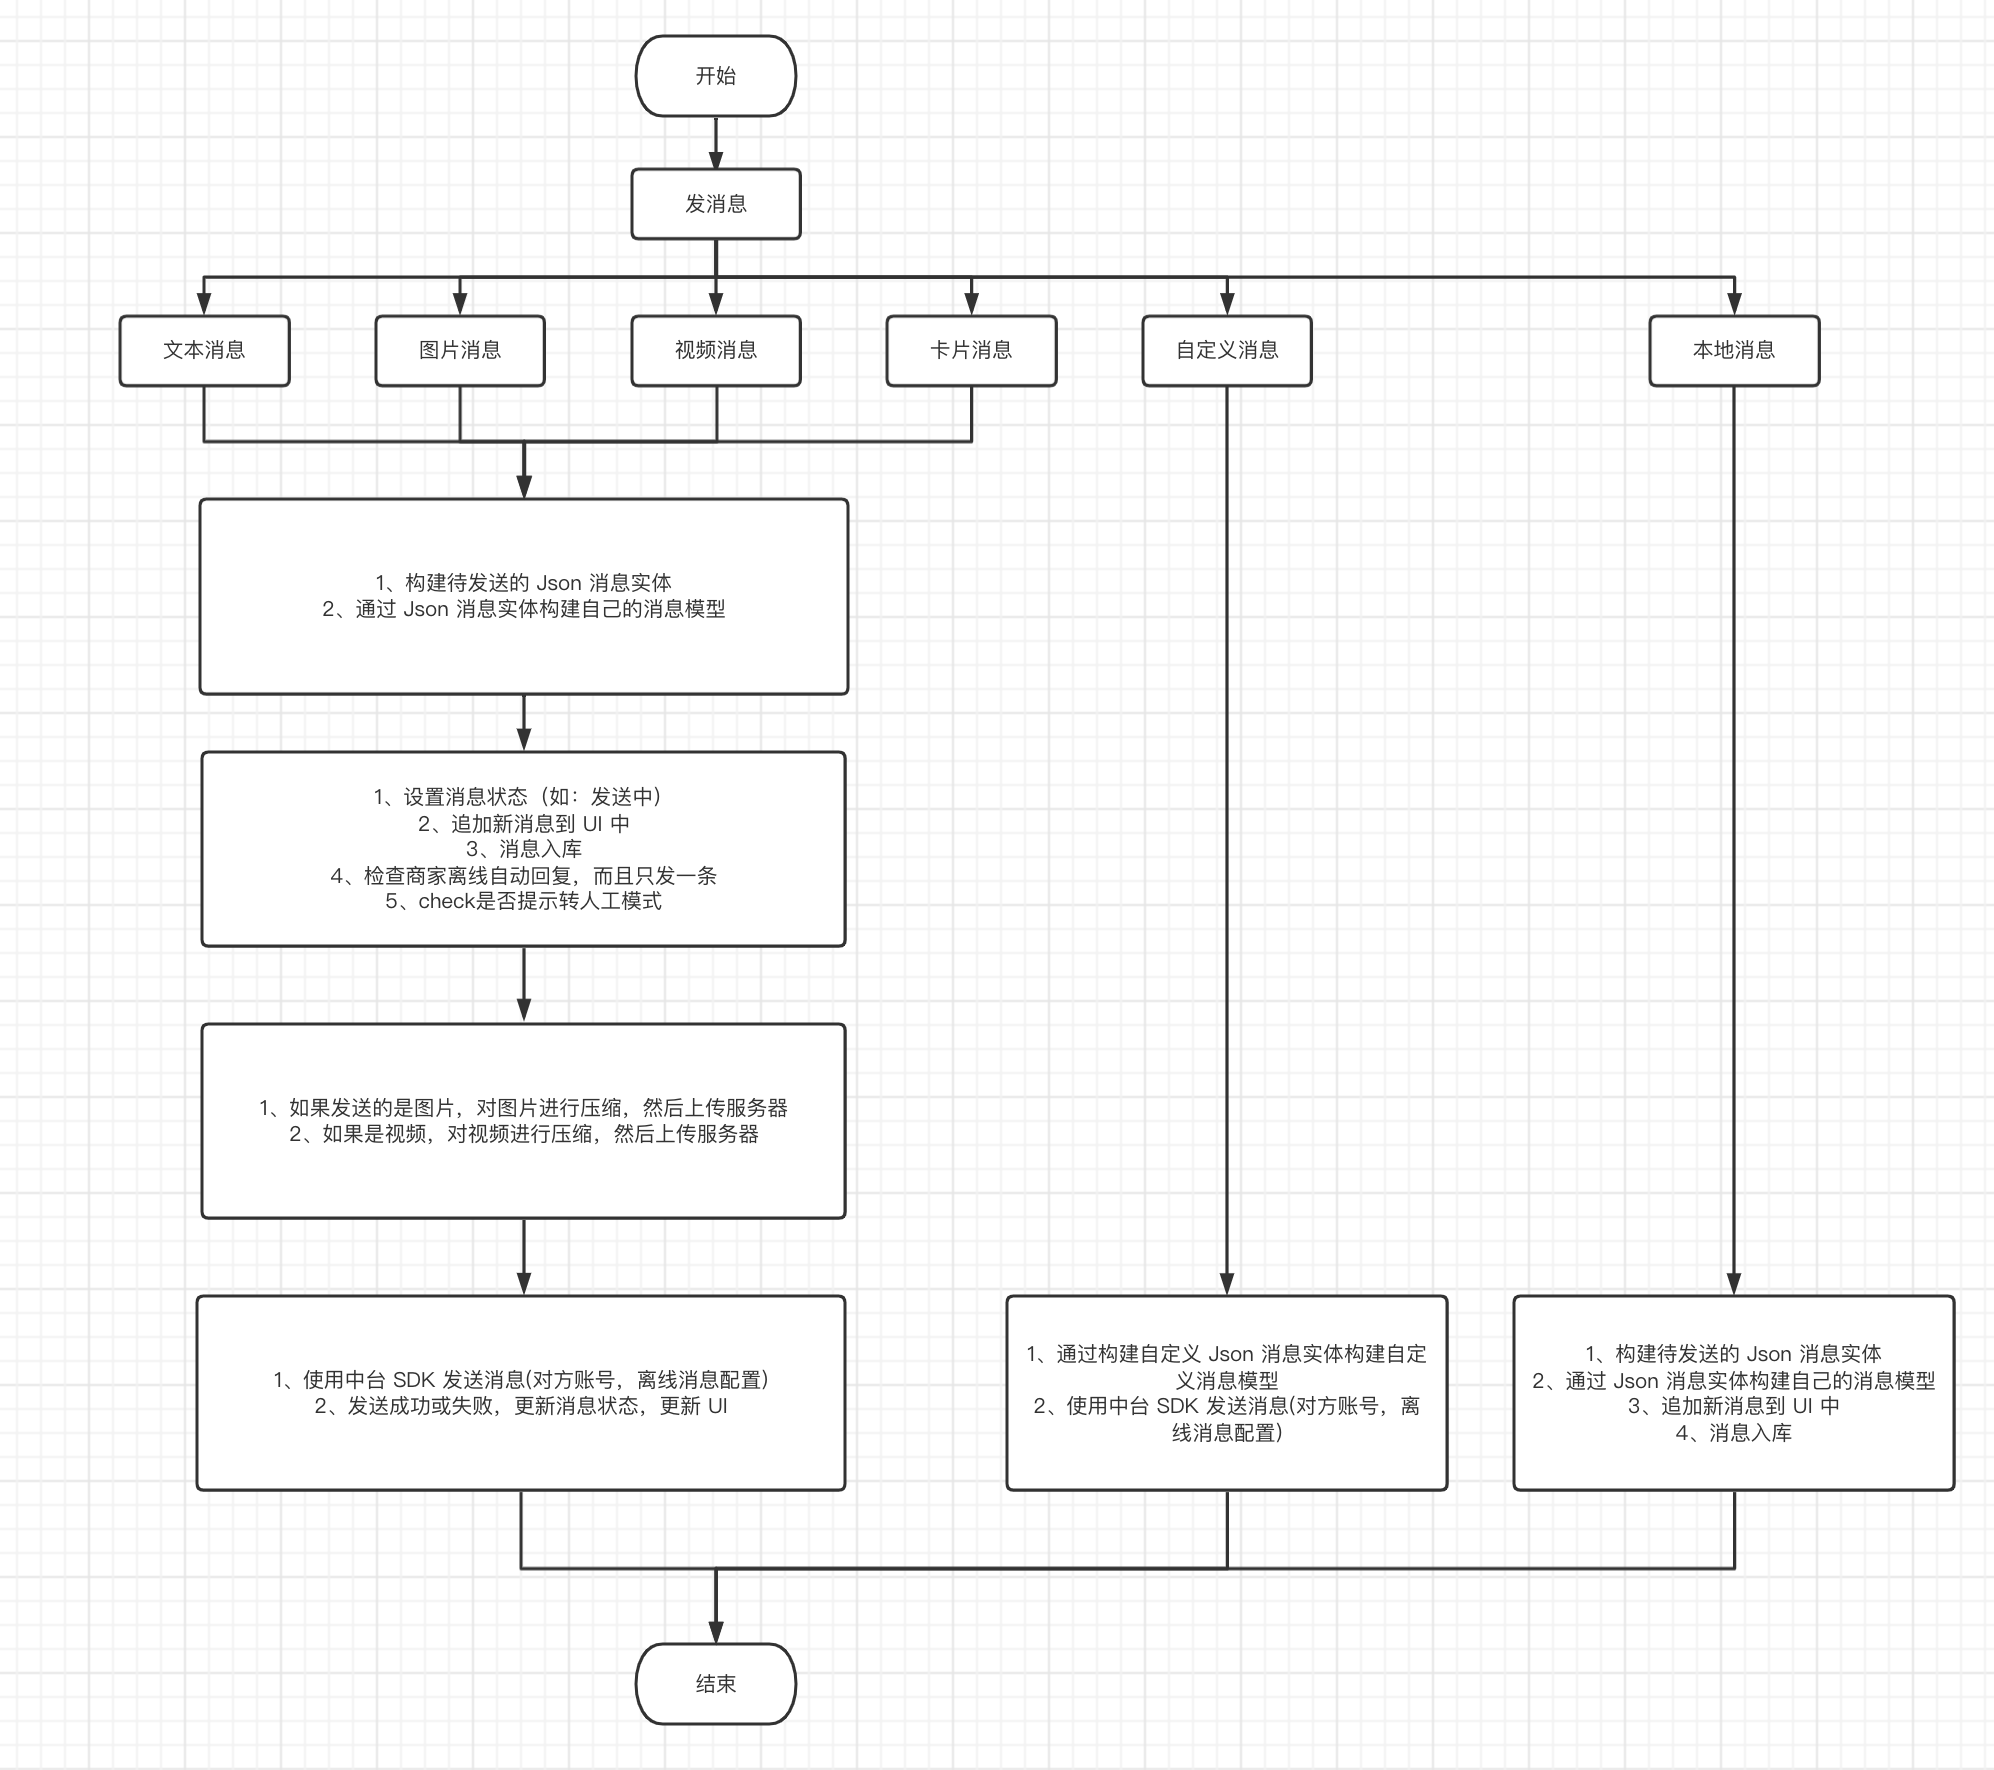 开始
发消息
文本消息
图片消息
视频消息
卡片消息
自定义消息
本地消息
1、构建待发送的 Json 消息实体
2、通过 Json 消息实体构建自己的消息模型
1、设置消息状态（如：发送中）
2、追加新消息到 UI 中
3、消息入库
4、检查商家离线自动回复，而且只发一条
5、check是否提示转人工模式
1、如果发送的是图片，对图片进行压缩，然后上传服务器
2、如果是视频，对视频进行压缩，然后上传服务器
1、使用中台 SDK 发送消息(对方账号，离线消息配置)
2、发送成功或失败，更新消息状态，更新 UI
1、通过构建自定义 Json 消息实体构建自定
义消息模型
2、使用中台 SDK 发送消息(对方账号，离
线消息配置)
1、构建待发送的 Json 消息实体
2、通过 Json 消息实体构建自己的消息模型
3、追加新消息到 UI 中
4、消息入库
结束